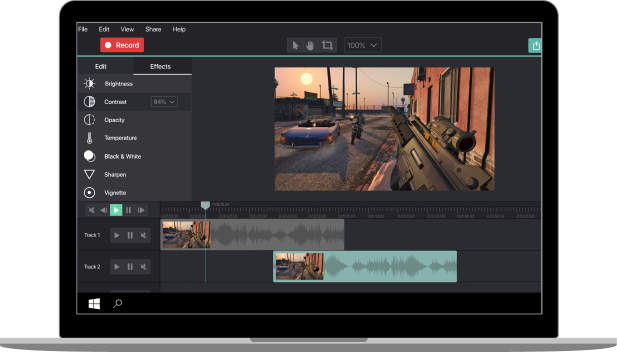 File Edit View Share Help
Record
100%
Edit Effects
Brightness
Contrast 84%
Opacity
Temperature
Black & White
Sharpen
Vignette
Track 1
Track 2